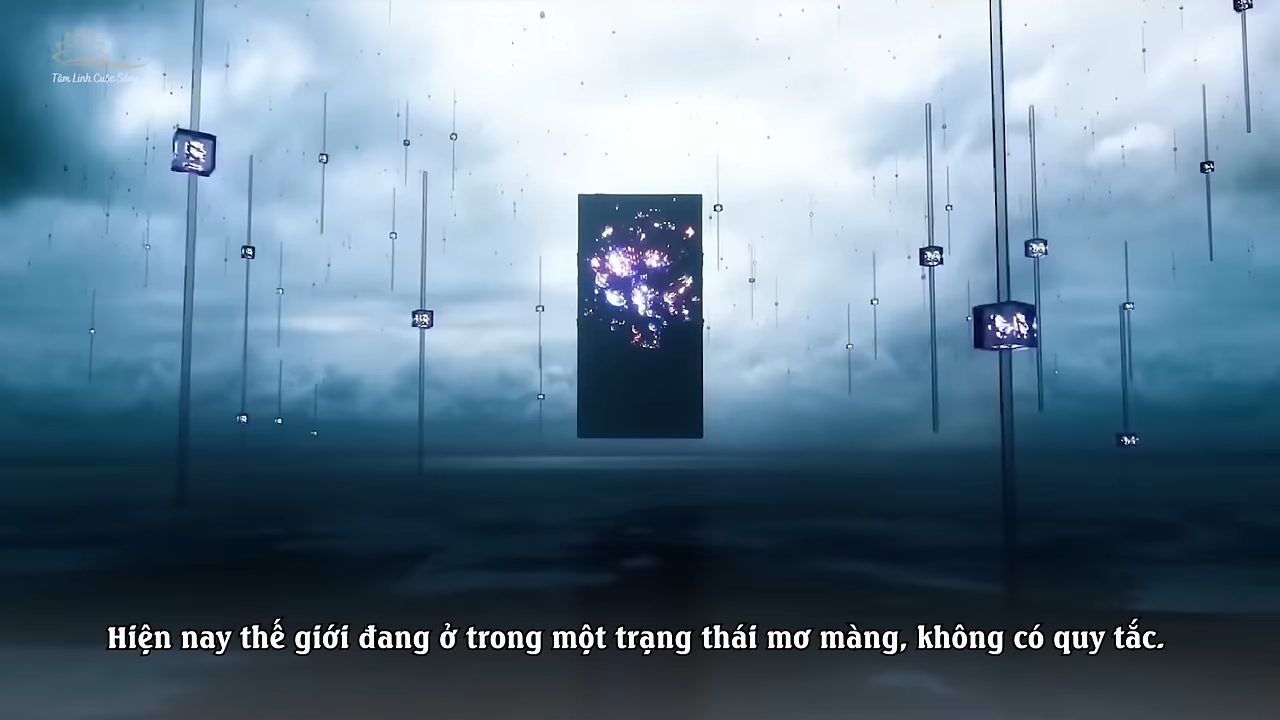 Tâm Linh Cuộc Sống
Hiện nay thế giới đang ở trong một trạng thái mơ màng, không có quy tắc.